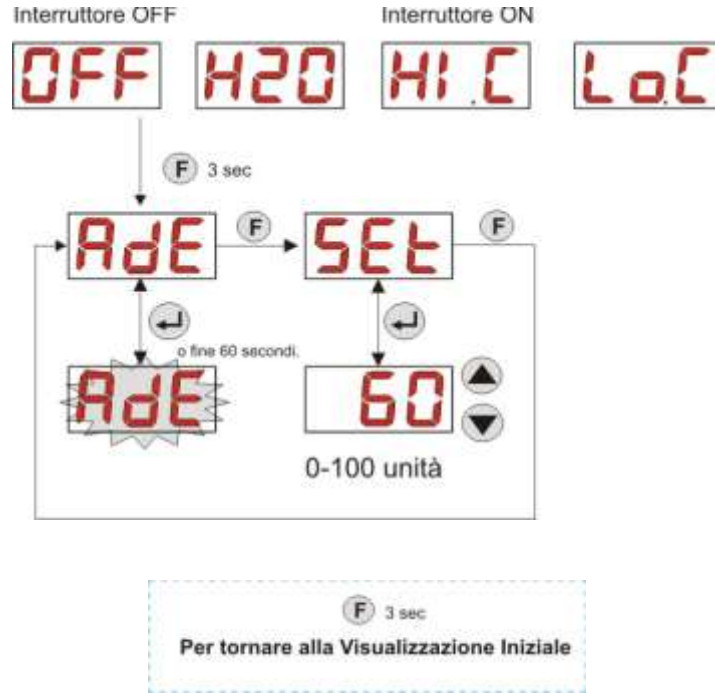 Interruttore OFF Interruttore ON
OFF H2O HI.C Lo.C
F 3 sec
AdE F SEt F
o fine 60 secondi.
AdE 60
0-100 unità
F 3 sec
Per tornare alla Visualizzazione Iniziale